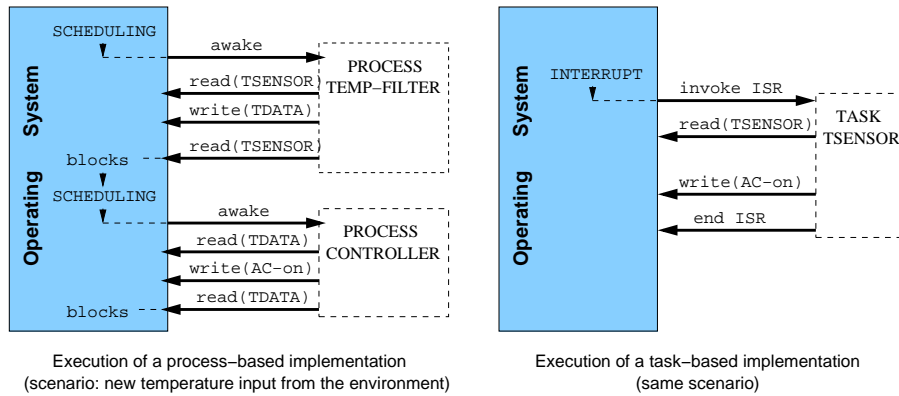 SCHEDULING
awake
PROCESS
TEMP−FILTER
read(TSENSOR)
write(TDATA)
read(TSENSOR)
blocks
SCHEDULING
awake
PROCESS
CONTROLLER
read(TDATA)
write(AC-on)
read(TDATA)
blocks
Operating System
Execution of a process−based implementation
(scenario: new temperature input from the environment)
INTERRUPT
invoke ISR
TASK
TSENSOR
read(TSENSOR)
write(AC-on)
end ISR
Operating System
Execution of a task−based implementation
(same scenario)